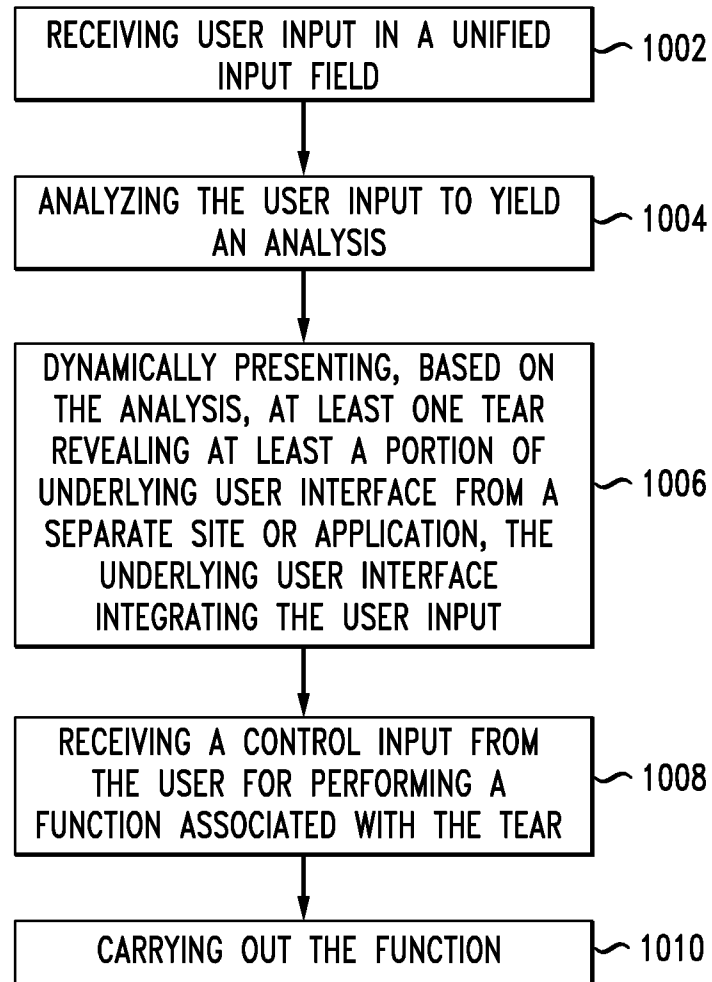 RECEIVING USER INPUT IN A UNIFIED
INPUT FIELD
1002
ANALYZING THE USER INPUT TO YIELD
AN ANALYSIS
1004
DYNAMICALLY PRESENTING, BASED ON
THE ANALYSIS, AT LEAST ONE TEAR
REVEALING AT LEAST A PORTION OF
UNDERLYING USER INTERFACE FROM A
SEPARATE SITE OR APPLICATION, THE
UNDERLYING USER INTERFACE
INTEGRATING THE USER INPUT
1006
RECEIVING A CONTROL INPUT FROM
THE USER FOR PERFORMING A
FUNCTION ASSOCIATED WITH THE TEAR
1008
CARRYING OUT THE FUNCTION
1010